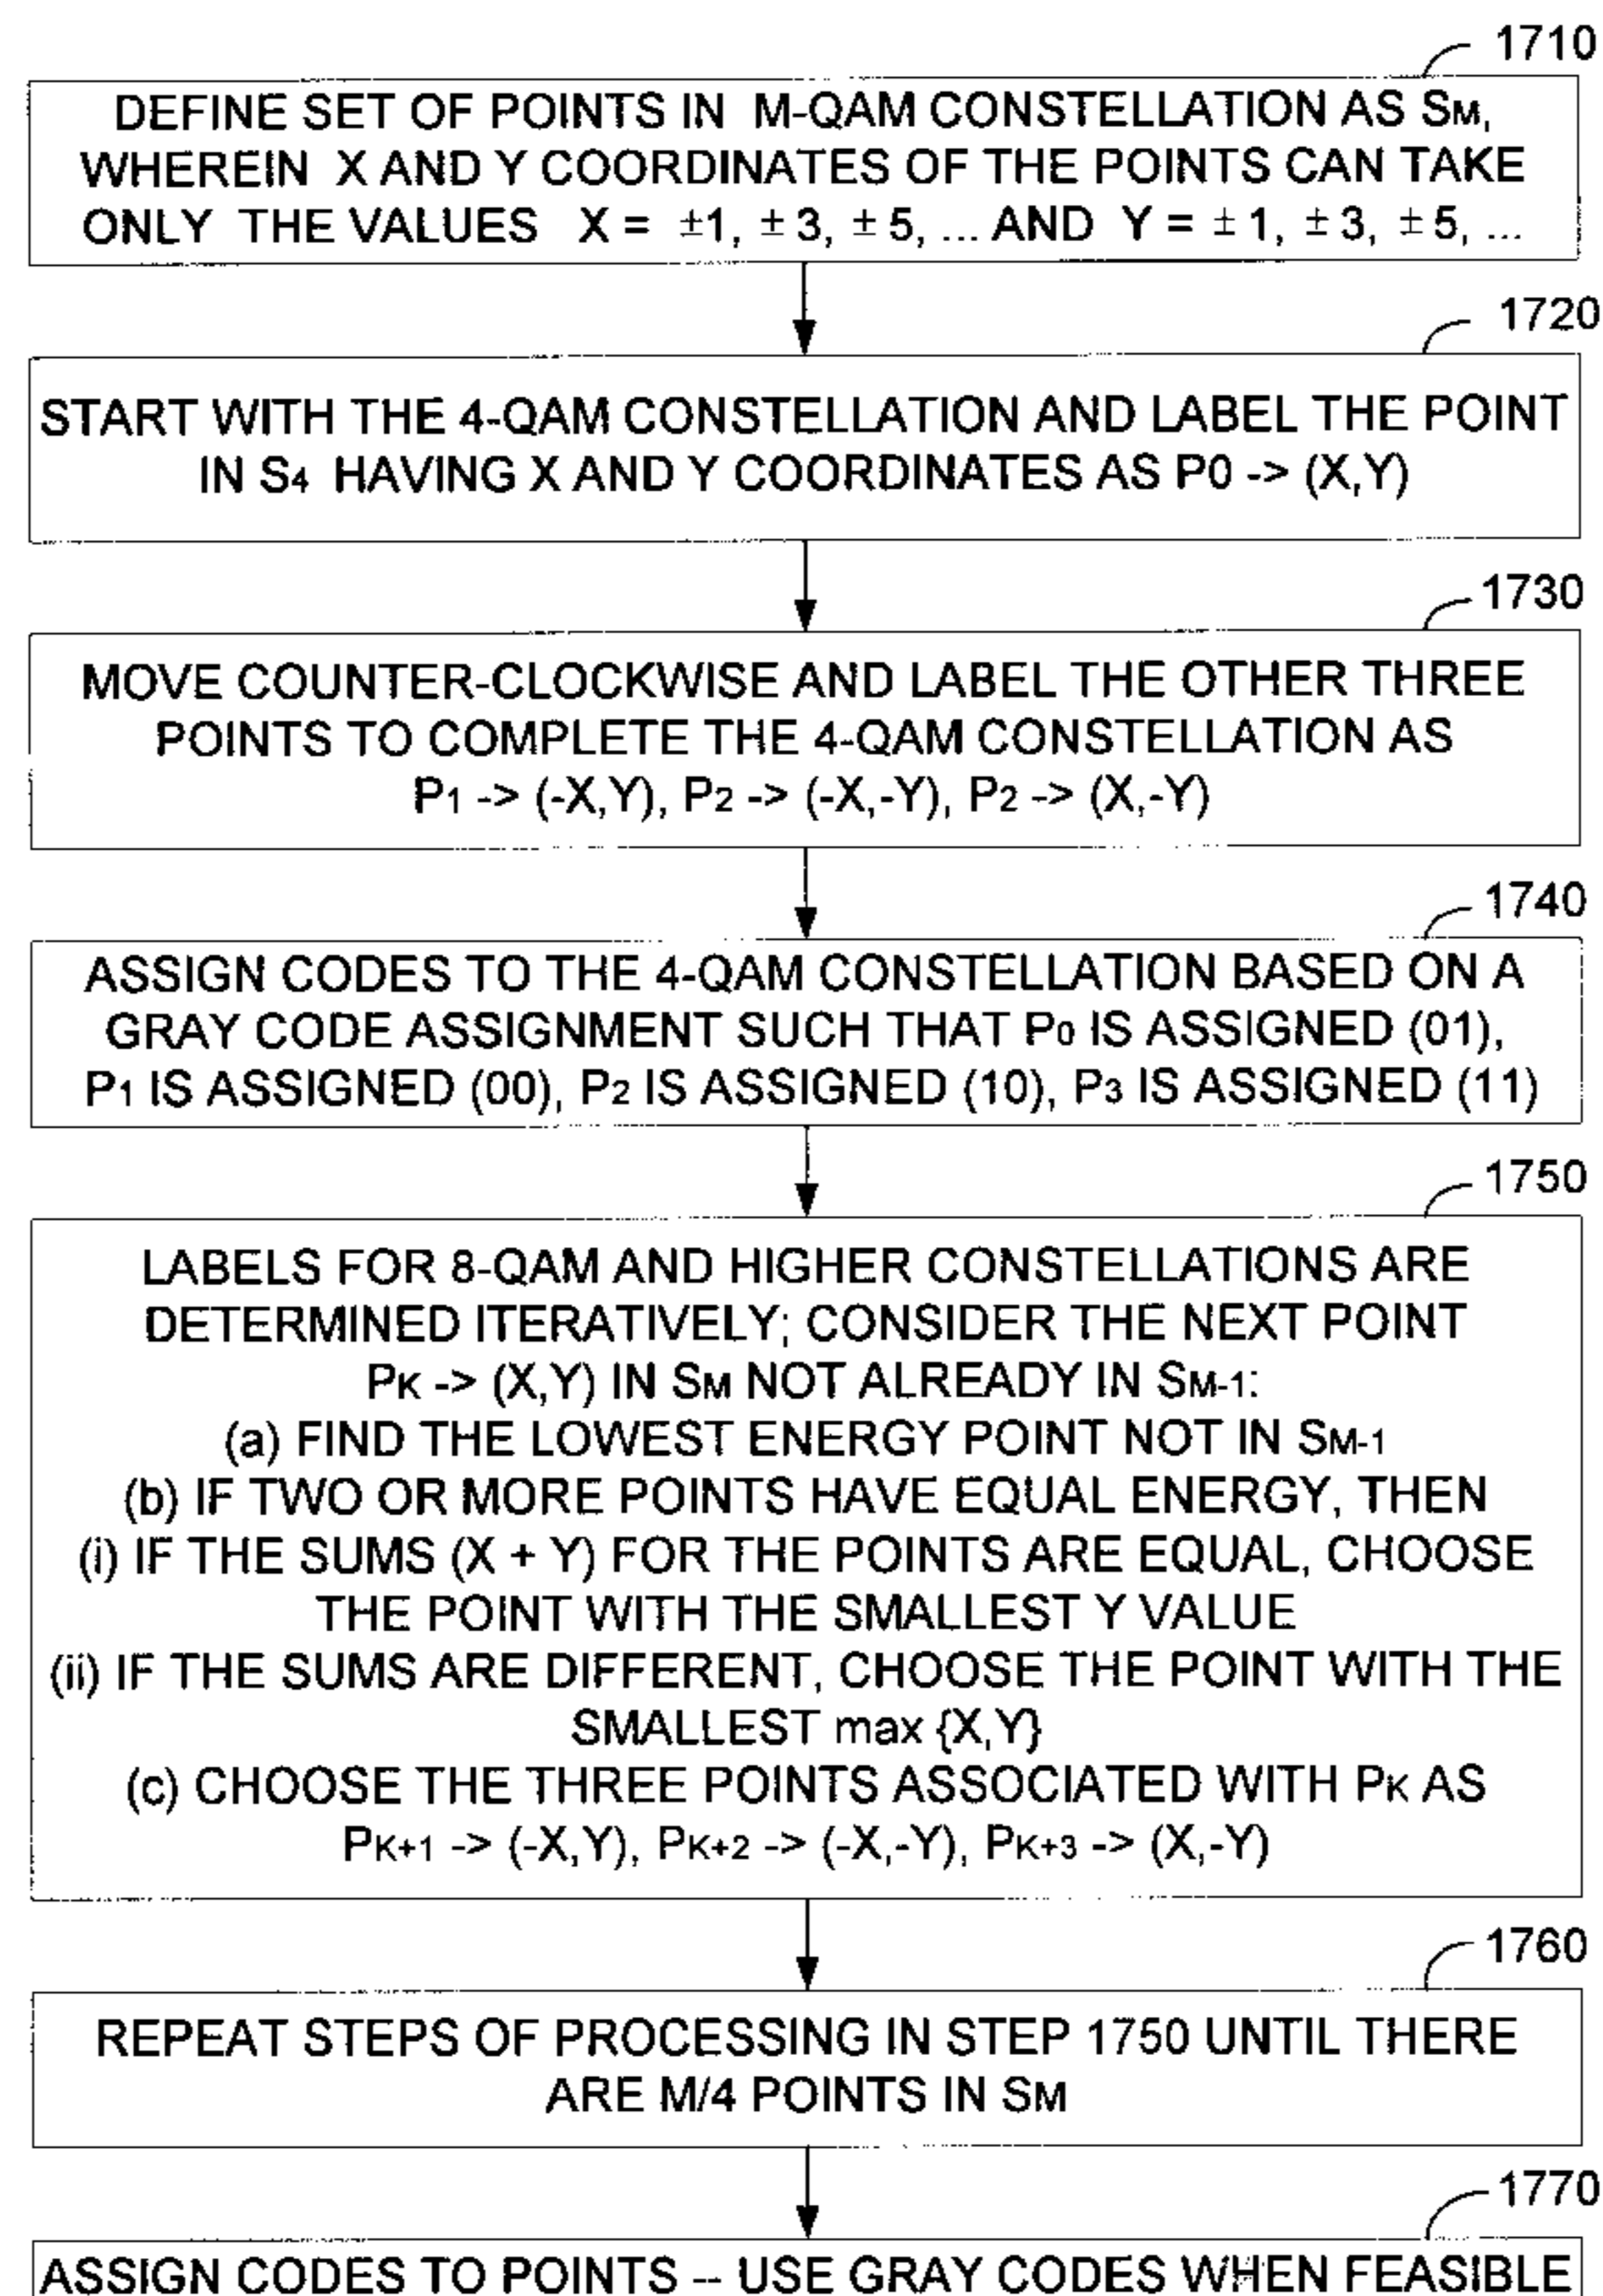 1710
DEFINE SET OF POINTS IN M-QAM CONSTELLATION AS SM,
WHEREIN X AND Y COORDINATES OF THE POINTS CAN TAKE
ONLY THE VALUES X = ±1, ± 3, ± 5, ... AND Y = ± 1, ± 3, ± 5, ...
1720
START WITH THE 4-QAM CONSTELLATION AND LABEL THE POINT
IN S4 HAVING X AND Y COORDINATES AS P0 -> (X,Y)
1730
MOVE COUNTER-CLOCKWISE AND LABEL THE OTHER THREE
POINTS TO COMPLETE THE 4-QAM CONSTELLATION AS
P1 -> (-X,Y), P2 -> (-X,-Y), P2 -> (X,-Y)
1740
ASSIGN CODES TO THE 4-QAM CONSTELLATION BASED ON A
GRAY CODE ASSIGNMENT SUCH THAT P0 IS ASSIGNED (01),
P1 IS ASSIGNED (00), P2 IS ASSIGNED (10), P3 IS ASSIGNED (11)
1750
LABELS FOR 8-QAM AND HIGHER CONSTELLATIONS ARE
DETERMINED ITERATIVELY; CONSIDER THE NEXT POINT
PK -> (X,Y) IN SM NOT ALREADY IN SM-1:
(a) FIND THE LOWEST ENERGY POINT NOT IN SM-1
(b) IF TWO OR MORE POINTS HAVE EQUAL ENERGY, THEN
(i) IF THE SUMS (X + Y) FOR THE POINTS ARE EQUAL, CHOOSE
THE POINT WITH THE SMALLEST Y VALUE
(ii) IF THE SUMS ARE DIFFERENT, CHOOSE THE POINT WITH THE
SMALLEST max {X,Y}
(c) CHOOSE THE THREE POINTS ASSOCIATED WITH PK AS
PK+1 -> (-X,Y), PK+2 -> (-X,-Y), PK+3 -> (X,-Y)
1760
REPEAT STEPS OF PROCESSING IN STEP 1750 UNTIL THERE
ARE M/4 POINTS IN SM
1770
ASSIGN CODES TO POINTS -- USE GRAY CODES WHEN FEASIBLE